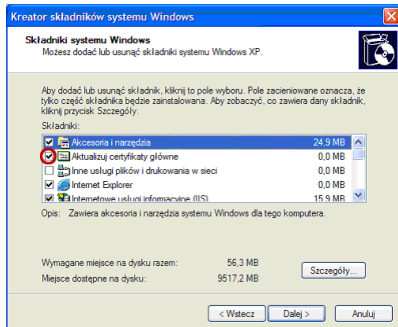 Kreator składników systemu Windows
Składniki systemu Windows
Możesz dodać lub usunąć składniki systemu Windows XP.
Aby dodać lub usunąć składnik, kliknij to pole wyboru. Pole zacieniowane oznacza, że
tylko część składnika będzie zainstalowana. Aby zobaczyć, co zawiera dany składnik,
kliknij przycisk Szczegóły.
Składniki:
Akcesoria i narzędzia 24,9 MB
Aktualizuj certyfikaty główne 0,0 MB
Inne usługi plików i drukowania w sieci 0,0 MB
Internet Explorer 0,0 MB
Internetowe usługi informacyjne (IIS) 15,9 MB
Opis: Zawiera akcesoria i narzędzia systemu Windows dla tego komputera.
Wymagane miejsce na dysku razem: 56,3 MB
Miejsce dostępne na dysku: 9517,2 MB
Szczegóły...
< Wstecz Dalej > Anuluj